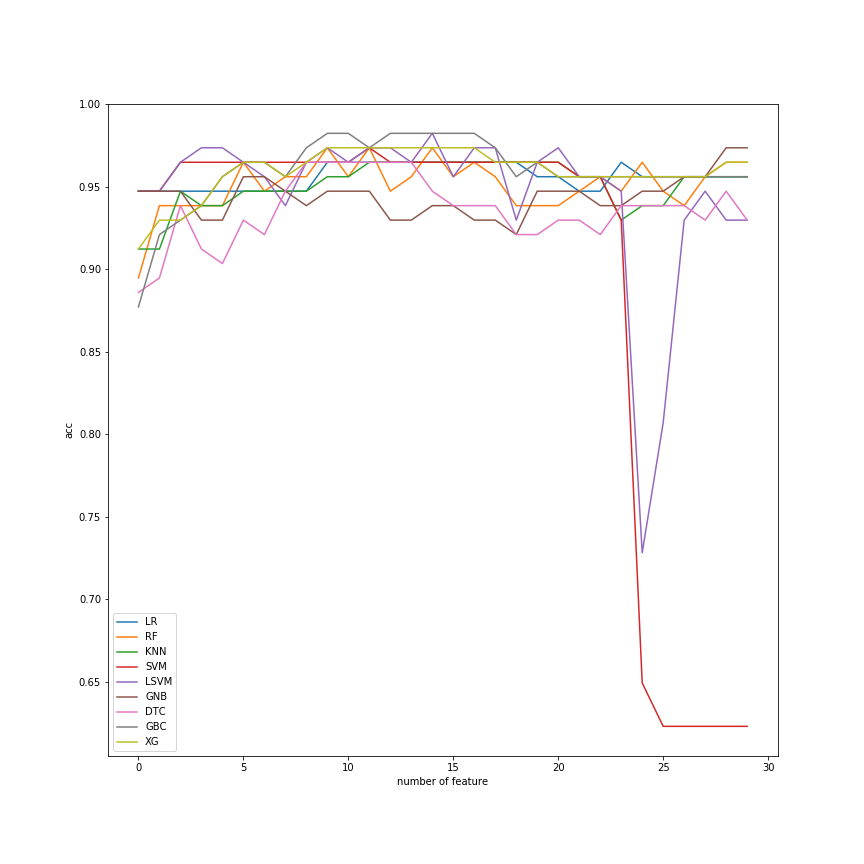 1.00
0.95
0.90
0.85
0.80
0.75
0.70
0.65
acc
LR
RF
KNN
SVM
LSVM
GNB
DTC
GBC
XG
0 5 10 15 20 25 30
number of feature